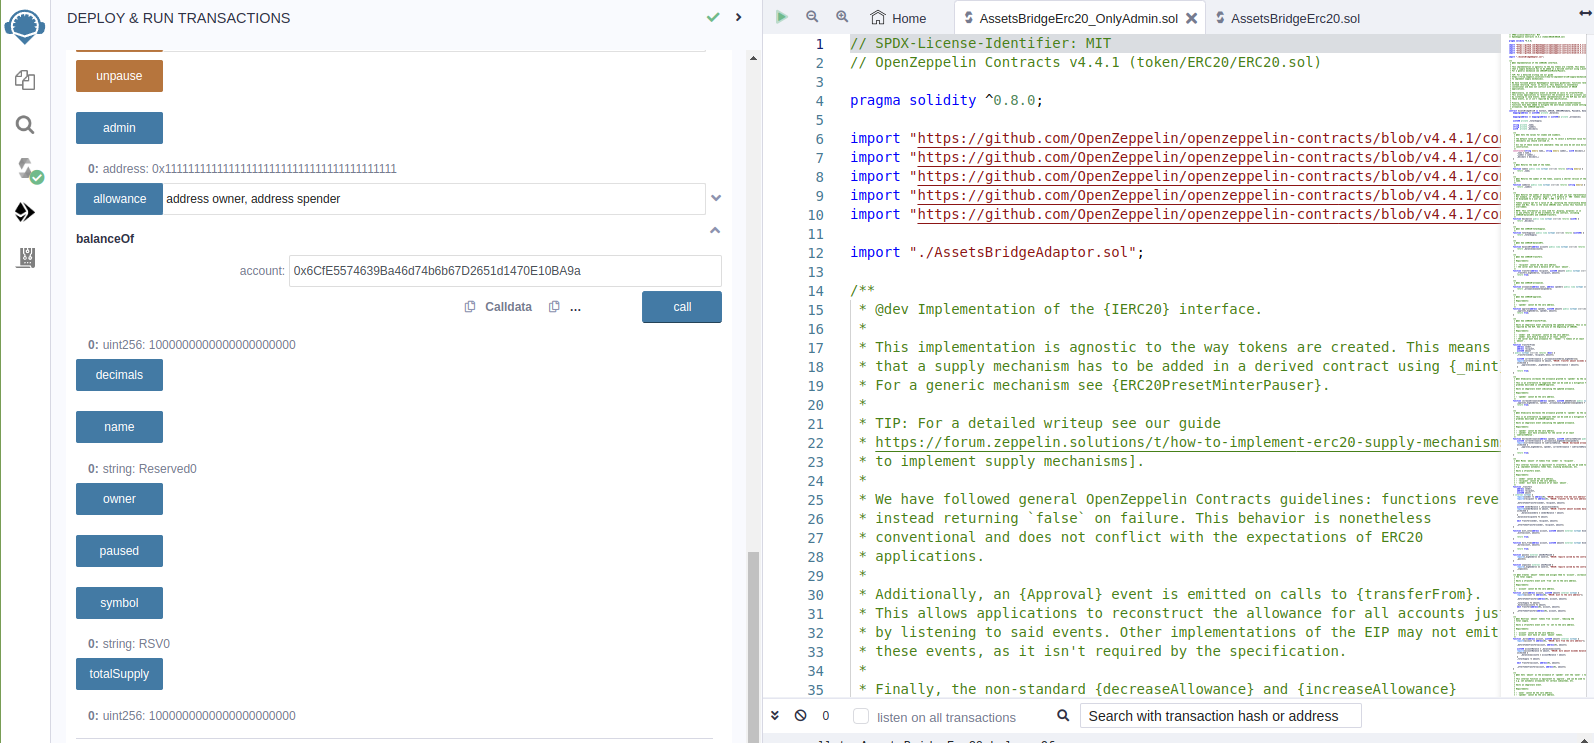 DEPLOY & RUN TRANSACTIONS
unpause
admin
0: address: 0x1111111111111111111111111111111111111111
allowance address owner, address spender
balanceOf
account: 0x6CfE5574639Ba46d74b6b67D2651d1470E10BA9a
Calldata ...
call
0: uint256: 1000000000000000000000
decimals
name
0: string: Reserved0
owner
paused
symbol
0: string: RSV0
totalSupply
0: uint256: 1000000000000000000000
Home
AssetsBridgeErc20_OnlyAdmin.sol
AssetsBridgeErc20.sol
1 // SPDX-License-Identifier: MIT
2 // OpenZeppelin Contracts v4.4.1 (token/ERC20/ERC20.sol)
3
4 pragma solidity ^0.8.0;
5
6 import "https://github.com/OpenZeppelin/openzeppelin-contracts/blob/v4.4.1/co
7 import "https://github.com/OpenZeppelin/openzeppelin-contracts/blob/v4.4.1/co
8 import "https://github.com/OpenZeppelin/openzeppelin-contracts/blob/v4.4.1/co
9 import "https://github.com/OpenZeppelin/openzeppelin-contracts/blob/v4.4.1/co
10 import "https://github.com/OpenZeppelin/openzeppelin-contracts/blob/v4.4.1/co
11
12 import "./AssetsBridgeAdaptor.sol";
13
14 /**
15 * @dev Implementation of the {IERC20} interface.
16 *
17 * This implementation is agnostic to the way tokens are created. This means
18 * that a supply mechanism has to be added in a derived contract using {_mint
19 * For a generic mechanism see {ERC20PresetMinterPauser}.
20 *
21 * TIP: For a detailed writeup see our guide
22 * https://forum.zeppelin.solutions/t/how-to-implement-erc20-supply-mechanisms
23 * to implement supply mechanisms].
24 *
25 * We have followed general OpenZeppelin Contracts guidelines: functions reve
26 * instead returning `false` on failure. This behavior is nonetheless
27 * conventional and does not conflict with the expectations of ERC20
28 * applications.
29 *
30 * Additionally, an {Approval} event is emitted on calls to {transferFrom}.
31 * This allows applications to reconstruct the allowance for all accounts jus
32 * by listening to said events. Other implementations of the EIP may not emit
33 * these events, as it isn't required by the specification.
34 *
35 * Finally, the non-standard {decreaseAllowance} and {increaseAllowance}
0 listen on all transactions Search with transaction hash or address